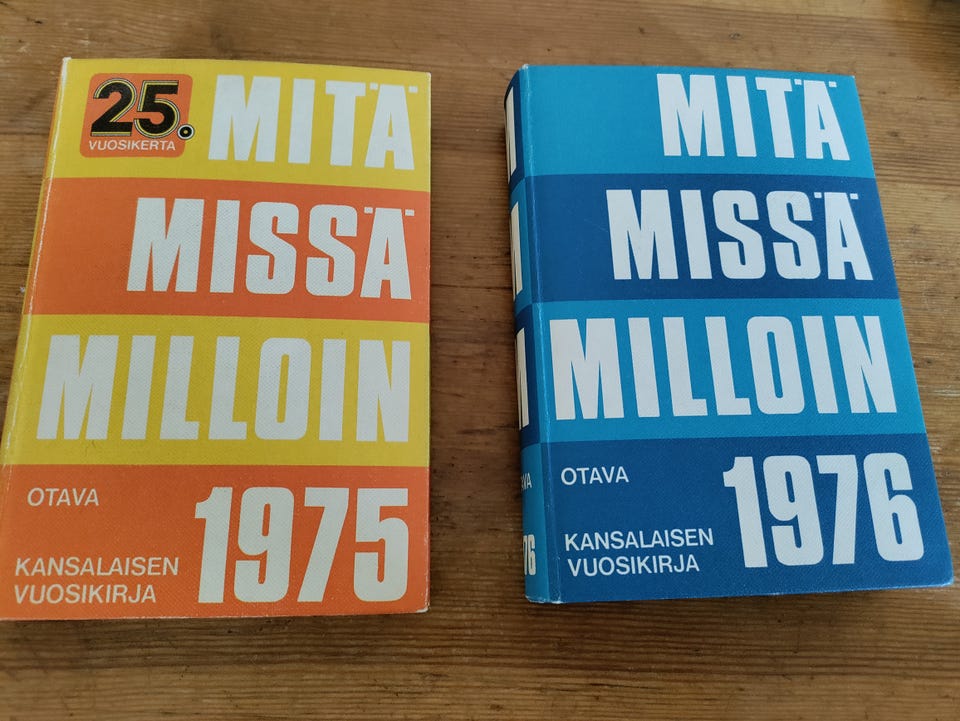 25.
VUOSIKERTA
MITÄ
MISSÄ
MILLOIN
OTAVA
1975
KANSALAISEN
VUOSIKIRJA
MITÄ
MISSÄ
MILLOIN
OTAVA
1976
KANSALAISEN
VUOSIKIRJA